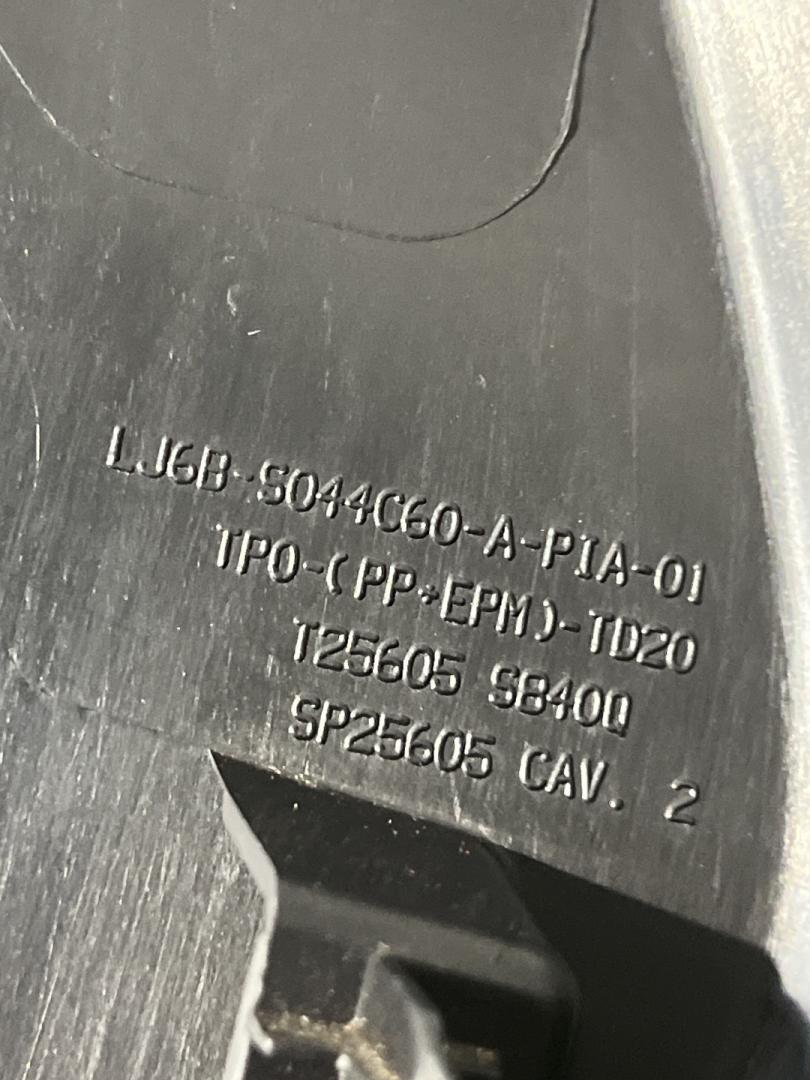 LJ6B-S044C60-A-PIA-01
TPO-(PP+EPM)-TD20
T25605 SB40Q
SP25605 CAV. 2